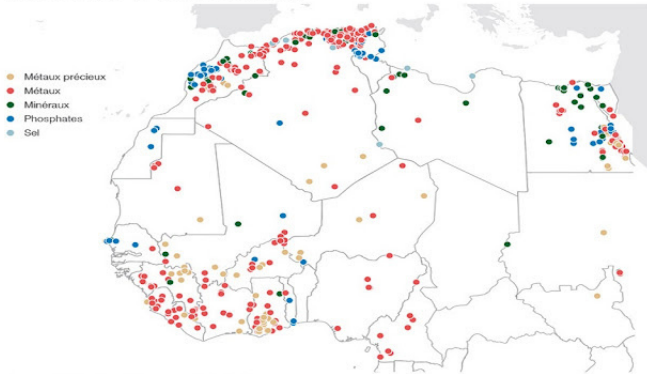 Métaux précieux
Métaux
Minéraux
Phosphates
Sel